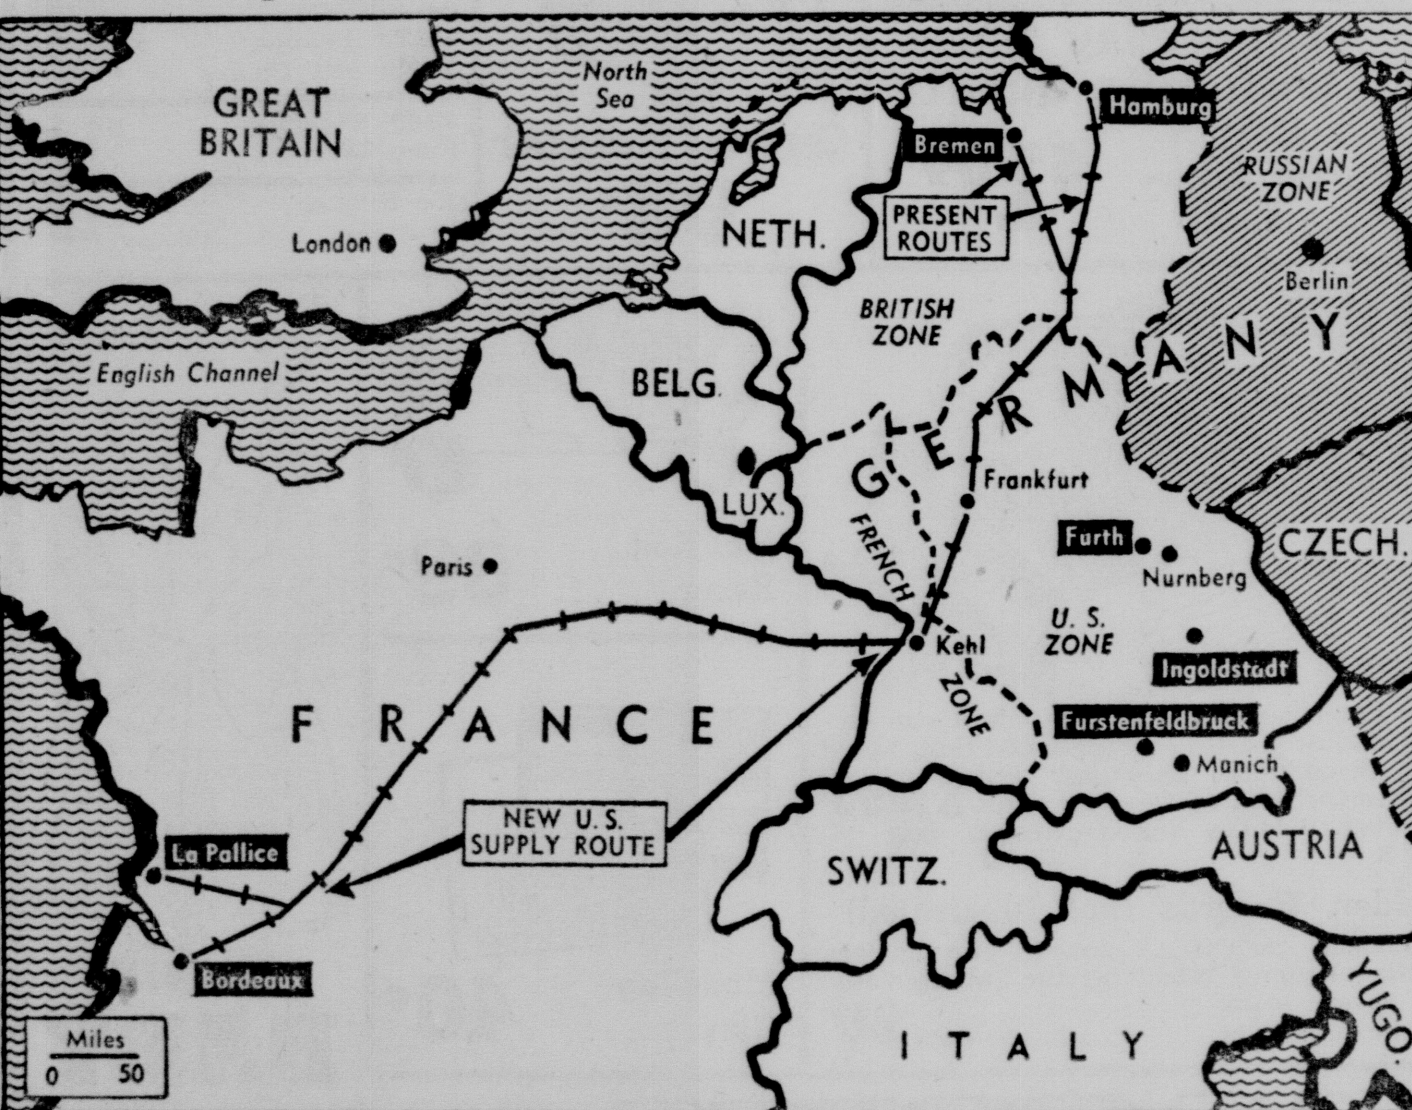 GREAT
BRITAIN
North
Sea
Hamburg
Bremen
RUSSIAN
ZONE
PRESENT
ROUTES
NETH.
London
Berlin
BRITISH
ZONE
English Channel
BELG.
GERMANY
LUX.
Frankfurt
FRENCH
ZONE
Furth
Nurnberg
CZECH.
Paris
U. S.
ZONE
Kehl
Ingoldstadt
Furstenfeldbruck
Manich
FRANCE
NEW U. S.
SUPPLY ROUTE
La Pallice
Bordeaux
SWITZ.
AUSTRIA
ITALY
YUGO.
Miles
0 50